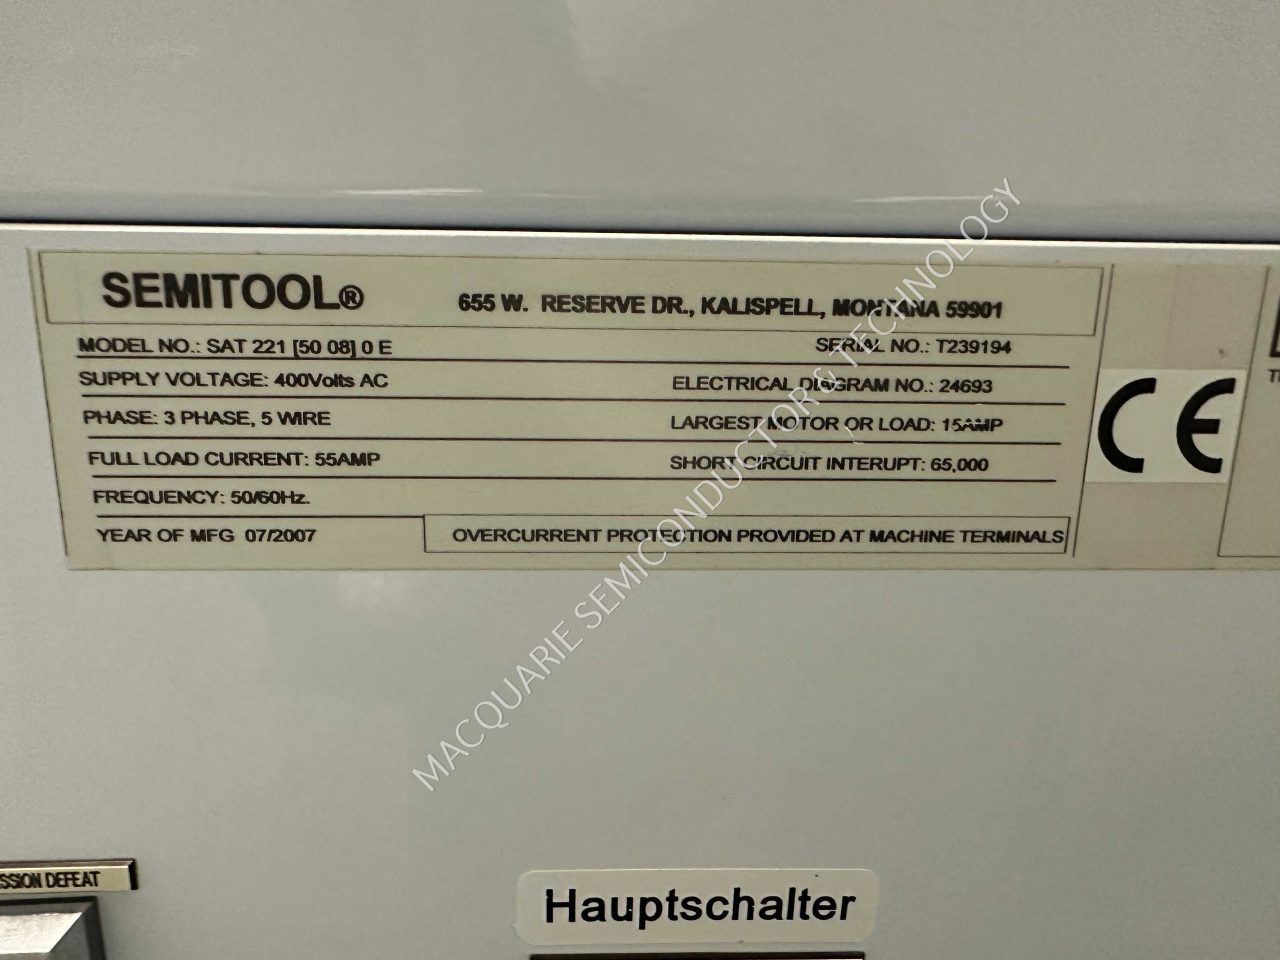 SEMITOOL®
655 W. RESERVE DR., KALISPELL, MONTANA 59901
MODEL NO.: SAT 221 [50 08] 0 E
SERIAL NO.: T239194
SUPPLY VOLTAGE: 400Volts AC
ELECTRICAL DIAGRAM NO.: 24693
PHASE: 3 PHASE, 5 WIRE
LARGEST MOTOR OR LOAD: 15AMP
FULL LOAD CURRENT: 55AMP
SHORT CIRCUIT INTERUPT: 65,000
FREQUENCY: 50/60Hz.
YEAR OF MFG 07/2007
OVERCURRENT PROTECTION PROVIDED AT MACHINE TERMINALS
CE
MACQUARIE SEMICONDUCTOR & TECHNOLOGY
DEFEAT
Hauptschalter